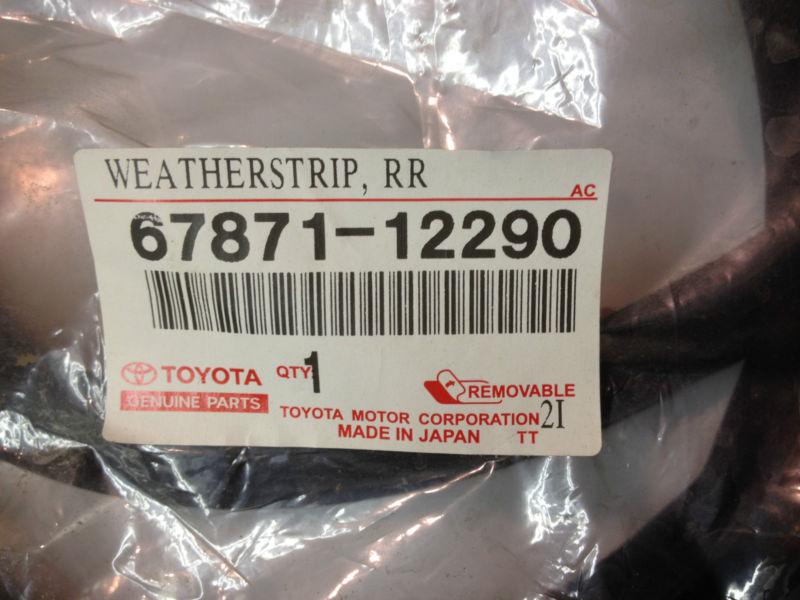 WEATHERSTRIP, RR
AC
67871-12290
TOYOTA QTY. 1
GENUINE PARTS
REMOVABLE
TOYOTA MOTOR CORPORATION 2I
MADE IN JAPAN TT